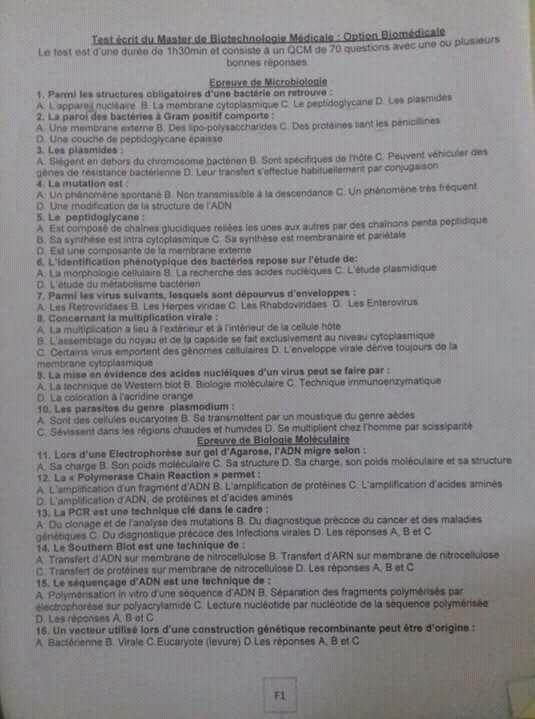 Test écrit du Master de Biotechnologie Médicale : Option Biomédicale
Le test est d'une durée de 1h30min et consiste à un QCM de 70 questions avec une ou plusieurs
bonnes réponses.
Epreuve de Microbiologie
1. Parmi les structures obligatoires d'une bactérie on retrouve :
A. L'appareil nucléaire B. La membrane cytoplasmique C. Le peptidoglycane D. Les plasmides
2. La paroi des bactéries à Gram positif comporte :
A. Une membrane externe B. Des lipo-polysaccharides C. Des protéines liant les pénicillines
D. Une couche de peptidoglycane épaisse
3. Les plasmides :
A. Siègent en dehors du chromosome bactérien B. Sont spécifiques de l'hôte C. Peuvent véhiculer des
gènes de résistance bactérienne D. Leur transfert s'effectue habituellement par conjugaison
4. La mutation est :
A. Un phénomène spontané B. Non transmissible à la descendance C. Un phénomène très fréquent
D. Une modification de la structure de l'ADN
5. Le peptidoglycane :
A. Est composé de chaînes glucidiques reliées les unes aux autres par des chaînons penta peptidique
B. Sa synthèse est intra cytoplasmique C. Sa synthèse est membranaire et pariétale
D. Est une composante de la membrane externe
6. L'identification phénotypique des bactéries repose sur l'étude de:
A. La morphologie cellulaire B. La recherche des acides nucléiques C. L'étude plasmidique
D. L'étude du métabolisme bactérien
7. Parmi les virus suivants, lesquels sont dépourvus d'enveloppes :
A. Les Retroviridaes B. Les Herpes viridae C. Les Rhabdoviridaes D. Les Enterovirus
8. Concernant la multiplication virale :
A. La multiplication a lieu à l'extérieur et à l'intérieur de la cellule hôte
B. L'assemblage du noyau et de la capside se fait exclusivement au niveau cytoplasmique
C. Certains virus emportent des génomes cellulaires D. L'enveloppe virale dérive toujours de la
membrane cytoplasmique
9. La mise en évidence des acides nucléiques d'un virus peut se faire par :
A. La technique de Western blot B. Biologie moléculaire C. Technique immunoenzymatique
D. La coloration à l'acridine orange
10. Les parasites du genre plasmodium :
A. Sont des cellules eucaryotes B. Se transmettent par un moustique du genre aèdes
C. Sévissent dans les régions chaudes et humides D. Se multiplient chez l'homme par scissiparité
Epreuve de Biologie Moléculaire
11. Lors d'une Electrophorèse sur gel d'Agarose, l'ADN migre selon :
A. Sa charge B. Son poids moléculaire C. Sa structure D. Sa charge, son poids moléculaire et sa structure
12. La « Polymerase Chain Reaction » permet :
A. L'amplification d'un fragment d'ADN B. L'amplification de protéines C. L'amplification d'acides aminés
D. L'amplification d'ADN, de protéines et d'acides aminés
13. La PCR est une technique clé dans le cadre :
A. Du clonage et de l'analyse des mutations B. Du diagnostique précoce du cancer et des maladies
génétiques C. Du diagnostique précoce des Infections virales D. Les réponses A, B et C
14. Le Southern Blot est une technique de :
A. Transfert d'ADN sur membrane de nitrocellulose B. Transfert d'ARN sur membrane de nitrocellulose
C. Transfert de protéines sur membrane de nitrocellulose D. Les réponses A, B et C
15. Le séquençage d'ADN est une technique de :
A. Polymérisation in vitro d'une séquence d'ADN B. Séparation des fragments polymérisés par
électrophorèse sur polyacrylamide C. Lecture nucléotide par nucléotide de la séquence polymérisée
D. Les réponses A, B et C
16. Un vecteur utilisé lors d'une construction génétique recombinante peut être d'origine :
A. Bactérienne B. Virale C.Eucaryote (levure) D.Les réponses A, B et C
F1